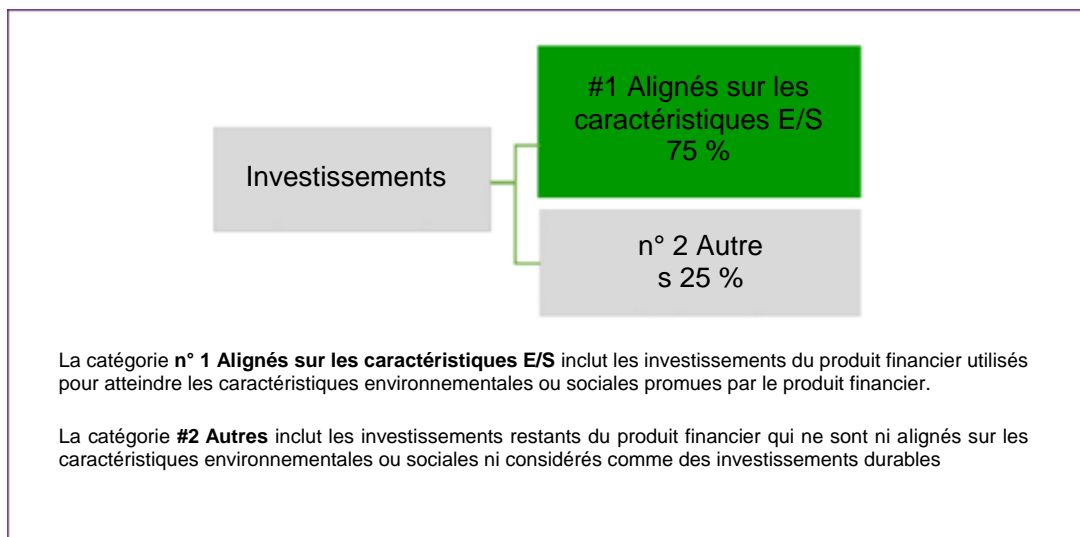 #1 Alignés sur les
caractéristiques E/S
75 %
Investissements
n° 2 Autre
s 25 %
La catégorie n° 1 Alignés sur les caractéristiques E/S inclut les investissements du produit financier utilisés
pour atteindre les caractéristiques environnementales ou sociales promues par le produit financier.
La catégorie #2 Autres inclut les investissements restants du produit financier qui ne sont ni alignés sur les
caractéristiques environnementales ou sociales ni considérés comme des investissements durables